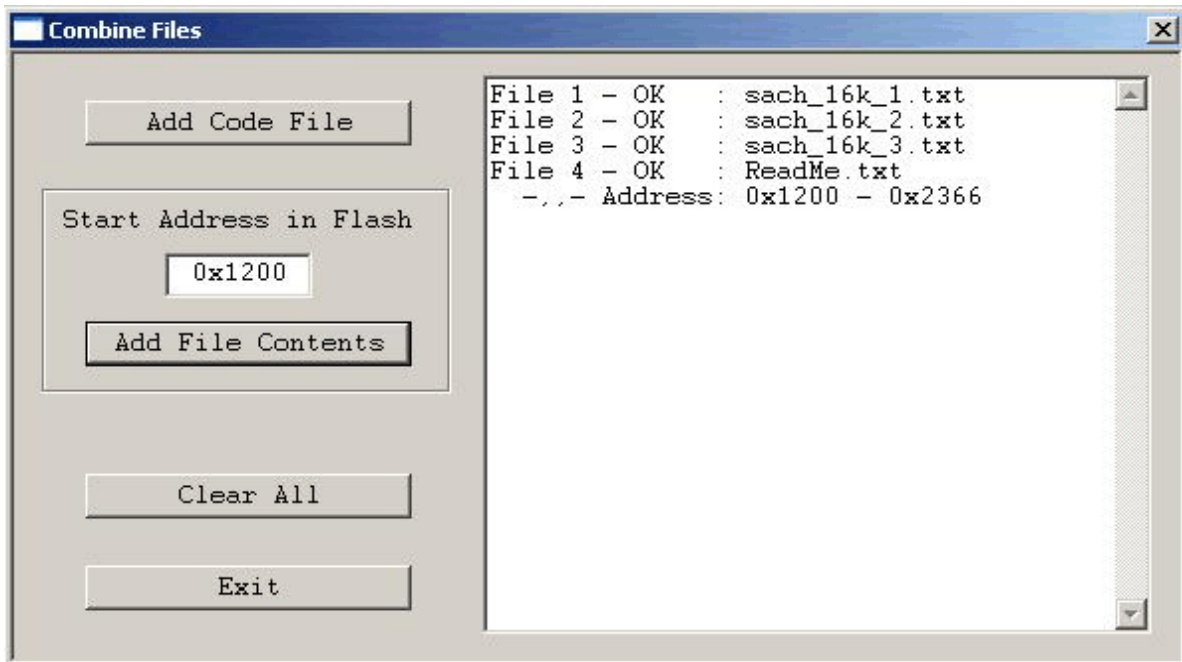 Combine Files
Add Code File
Start Address in Flash
0x1200
Add File Contents
Clear All
Exit
File 1 - OK   : sach_16k_1.txt
File 2 - OK   : sach_16k_2.txt
File 3 - OK   : sach_16k_3.txt
File 4 - OK   : ReadMe.txt
  -,,- Address: 0x1200 - 0x2366